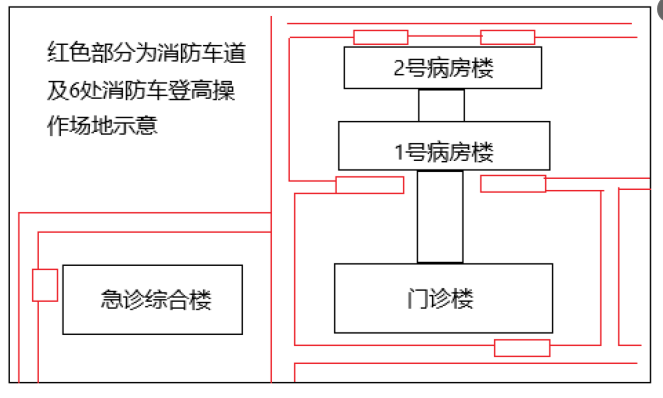 红色部分为消防车道
及6处消防车登高操
作场地示意
2号病房楼
1号病房楼
急诊综合楼
门诊楼